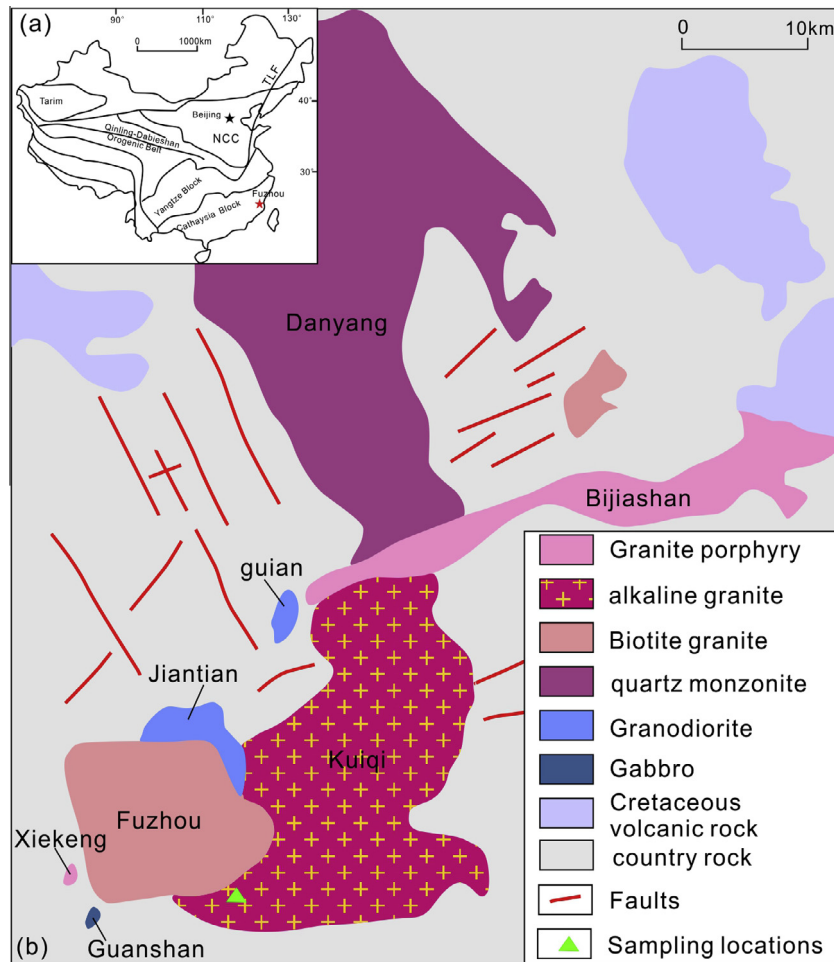 (a)
90°
110°
130°
0 1000km
TLF
Tarim
Beijing
40°
NCC
Qinling-Dabieshan
Orogenic Belt
30°
Yangtze Block
Fuzhou
Cathaysia Block
0 10km
Danyang
Bijiashan
guian
Jiantian
Kuiqi
Fuzhou
Xiekeng
Guanshan
(b)
Granite porphyry
alkaline granite
Biotite granite
quartz monzonite
Granodiorite
Gabbro
Cretaceous
volcanic rock
country rock
Faults
Sampling locations